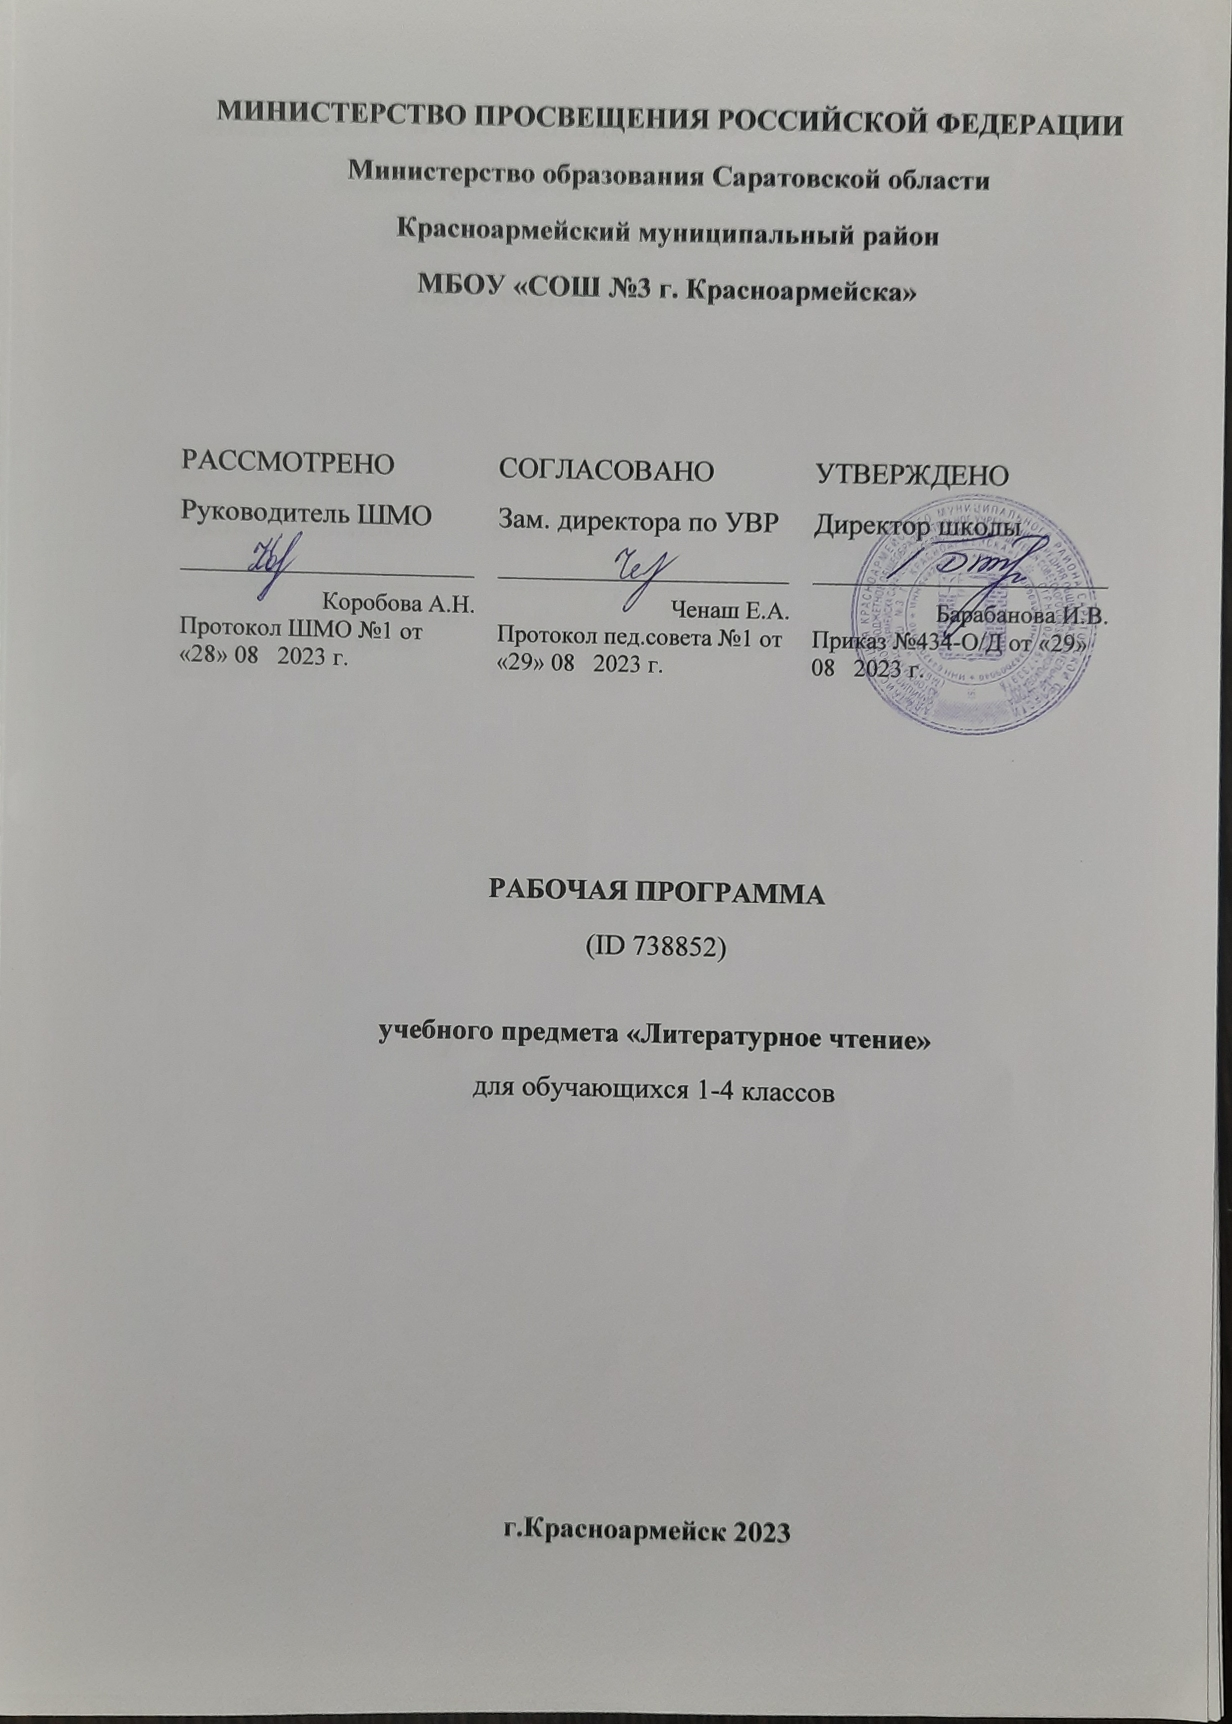 МИНИСТЕРСТВО ПРОСВЕЩЕНИЯ РОССИЙСКОЙ ФЕДЕРАЦИИ
Министерство образования Саратовской области
Красноармейский муниципальный район
МБОУ «СОШ №3 г. Красноармейска»
РАССМОТРЕНО
Руководитель ШМО
Коробова А.Н.
Протокол ШМО №1 от
«28» 08 2023 г.
СОГЛАСОВАНО
Зам. директора по УВР
Ченаш Е.А.
Протокол пед.совета №1 от
«29» 08 2023 г.
УТВЕРЖДЕНО
Директор школы
Барабанова И.В.
Приказ №434-О/Д от «29»
08 2023 г.
РАБОЧАЯ ПРОГРАММА
(ID 738852)
учебного предмета «Литературное чтение»
для обучающихся 1-4 классов
г.Красноармейск 2023